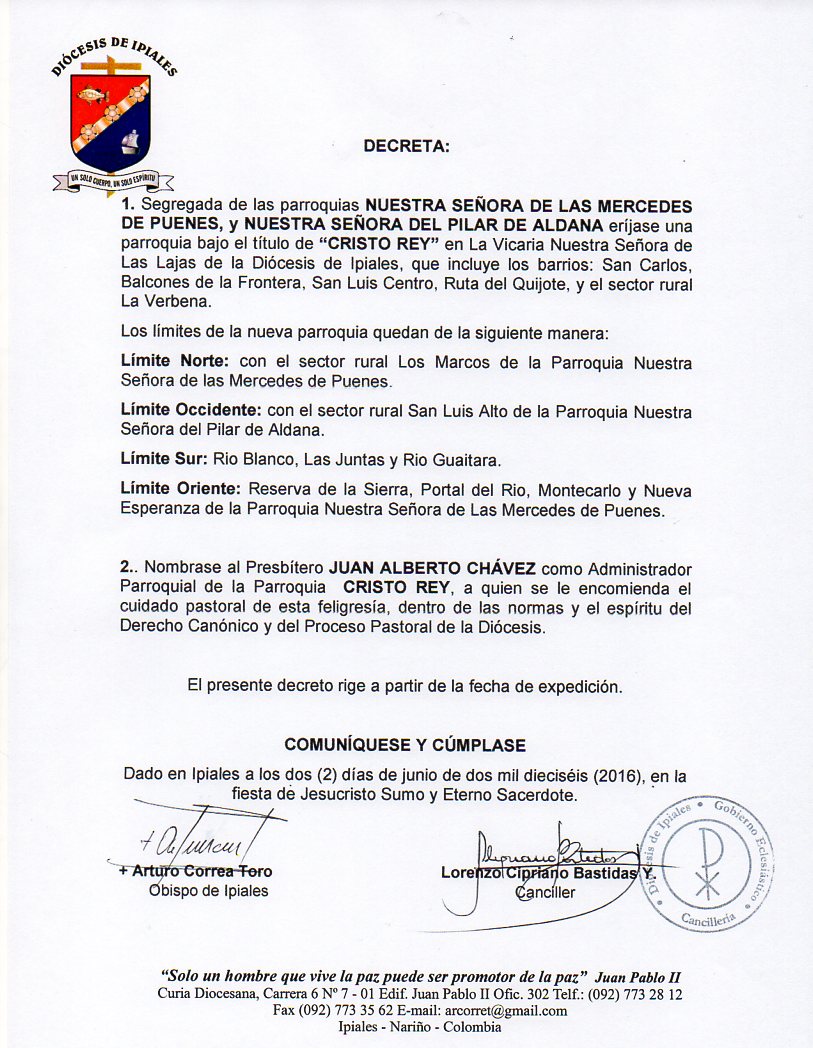 DIÓCESIS DE IPIALES
UN SOLO CUERPO, UN SOLO ESPÍRITU
DECRETA:
1. Segregada de las parroquias NUESTRA SEÑORA DE LAS MERCEDES
DE PUENES, y NUESTRA SEÑORA DEL PILAR DE ALDANA eríjase una
parroquia bajo el título de “CRISTO REY” en La Vicaria Nuestra Señora de
Las Lajas de la Diócesis de Ipiales, que incluye los barrios: San Carlos,
Balcones de la Frontera, San Luis Centro, Ruta del Quijote, y el sector rural
La Verbena.
Los límites de la nueva parroquia quedan de la siguiente manera:
Límite Norte: con el sector rural Los Marcos de la Parroquia Nuestra
Señora de las Mercedes de Puenes.
Límite Occidente: con el sector rural San Luis Alto de la Parroquia Nuestra
Señora del Pilar de Aldana.
Límite Sur: Rio Blanco, Las Juntas y Rio Guaitara.
Límite Oriente: Reserva de la Sierra, Portal del Rio, Montecarlo y Nueva
Esperanza de la Parroquia Nuestra Señora de Las Mercedes de Puenes.
2.. Nombrase al Presbítero JUAN ALBERTO CHÁVEZ como Administrador
Parroquial de la Parroquia CRISTO REY, a quien se le encomienda el
cuidado pastoral de esta feligresía, dentro de las normas y el espíritu del
Derecho Canónico y del Proceso Pastoral de la Diócesis.
El presente decreto rige a partir de la fecha de expedición.
COMUNÍQUESE Y CÚMPLASE
Dado en Ipiales a los dos (2) días de junio de dos mil dieciséis (2016), en la
fiesta de Jesucristo Sumo y Eterno Sacerdote.
+ Arturo Correa Toro
Obispo de Ipiales
Lorenzo Cipriano Bastidas Y.
Canciller
Diócesis de Ipiales • Gobierno Eclesiástico •
Cancillería
“Solo un hombre que vive la paz puede ser promotor de la paz” Juan Pablo II
Curia Diocesana, Carrera 6 Nº 7 - 01 Edif. Juan Pablo II Ofic. 302 Telf.: (092) 773 28 12
Fax (092) 773 35 62 E-mail: arcorret@gmail.com
Ipiales - Nariño - Colombia